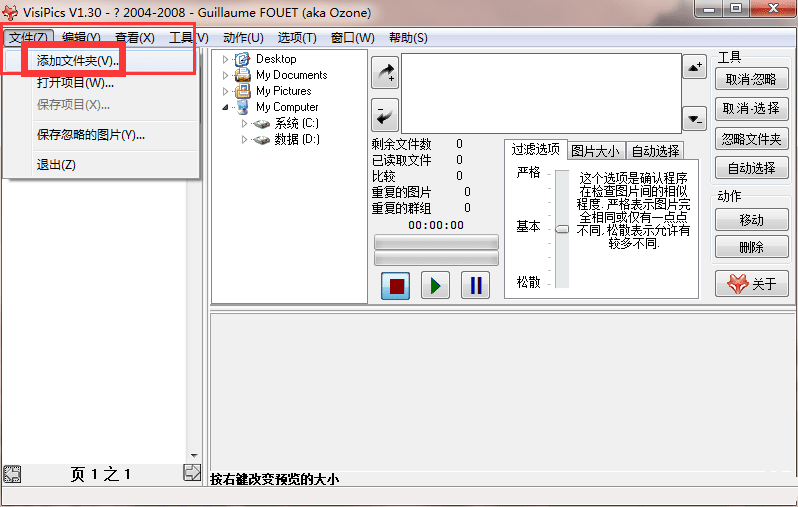 VisiPics V1.30 - ? 2004-2008 - Guillaume FOUET (aka Ozone)
文件(Z) 编辑(Y) 查看(X) 工具(V) 动作(U) 选项(T) 窗口(W) 帮助(S)
添加文件夹(V)...
打开项目(W)...
保存项目(X)...
保存忽略的图片(Y)...
退出(Z)
Desktop
My Documents
My Pictures
My Computer
系统 (C:)
数据 (D:)
剩余文件数 0
已读取文件 0
比较 0
重复的图片 0
重复的群组 0
00:00:00
过滤选项 图片大小 自动选择
严格
基本
松散
这个选项是确认程序
在检查图片间的相似
程度. 严格表示图片完
全相同或仅有一点点
不同, 松散表示允许有
较多不同.
工具
取消·忽略
取消·选择
忽略文件夹
自动选择
动作
移动
删除
关于
页 1 之 1
按右键改变预览的大小